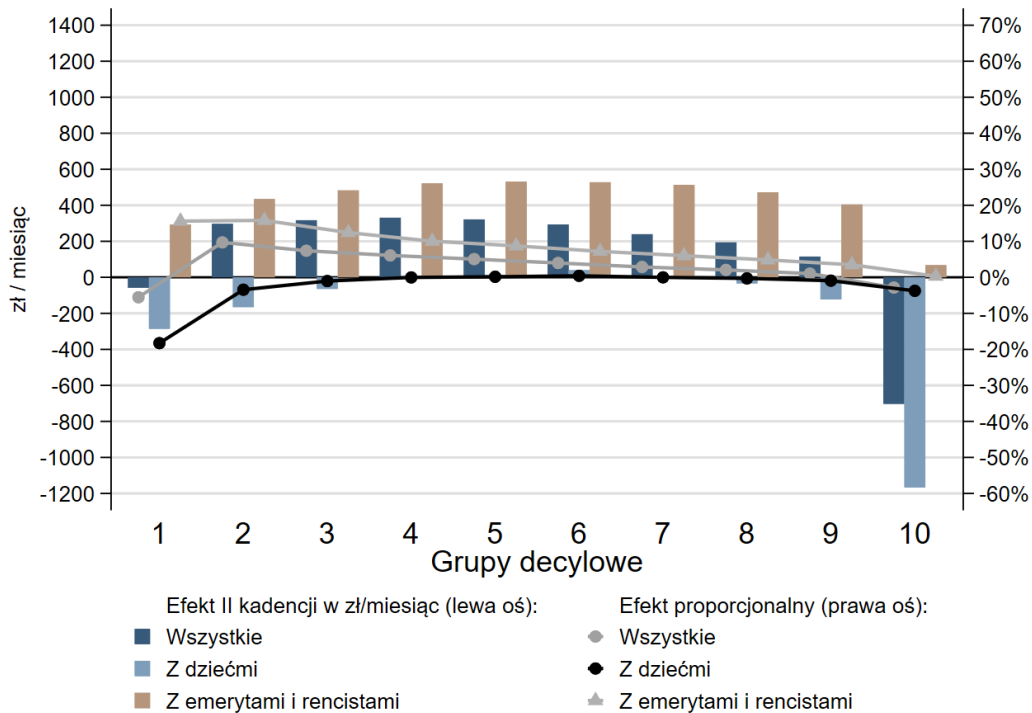 1400
1200
1000
800
600
400
200
0
-200
-400
-600
-800
-1000
-1200
zł / miesiąc
70%
60%
50%
40%
30%
20%
10%
0%
-10%
-20%
-30%
-40%
-50%
-60%
1 2 3 4 5 6 7 8 9 10
Grupy decylowe
Efekt II kadencji w zł/miesiąc (lewa oś):
Wszystkie
Z dziećmi
Z emerytami i rencistami
Efekt proporcjonalny (prawa oś):
Wszystkie
Z dziećmi
Z emerytami i rencistami